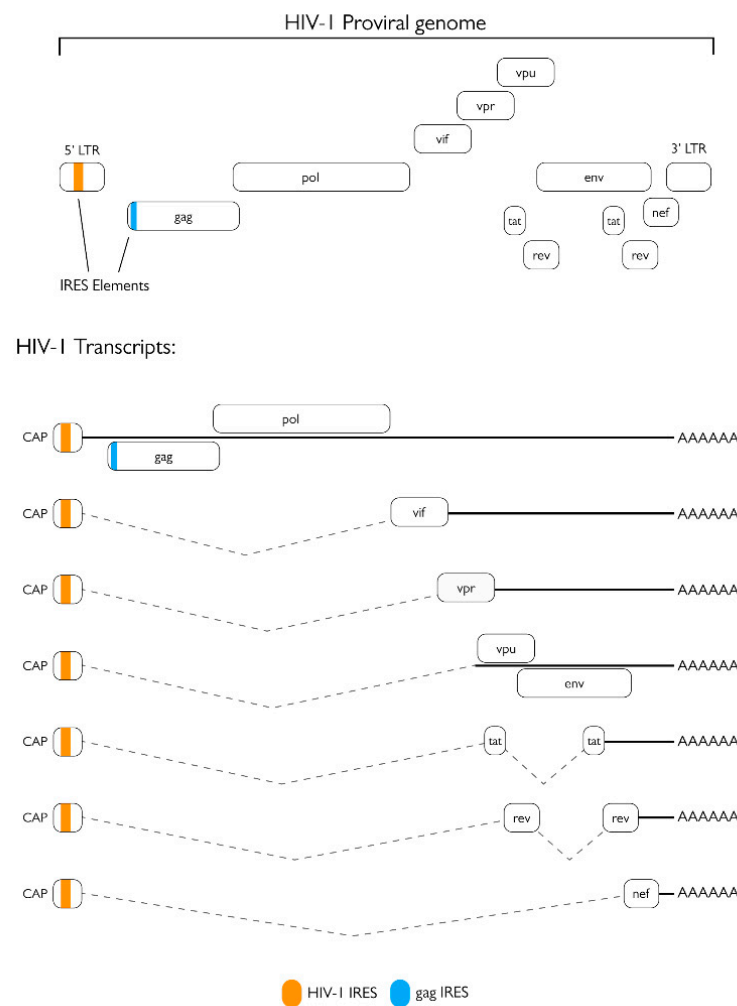 HIV-1 Proviral genome
vpu
vpr
vif
5' LTR
3' LTR
pol
env
gag
tat
tat
nef
rev
rev
IRES Elements
HIV-1 Transcripts:
pol
CAP
AAAAAA
gag
CAP
vif
AAAAAA
CAP
vpr
AAAAAA
vpu
CAP
AAAAAA
env
CAP
tat
tat
AAAAAA
CAP
rev
rev
AAAAAA
CAP
nef
AAAAAA
HIV-1 IRES
gag IRES